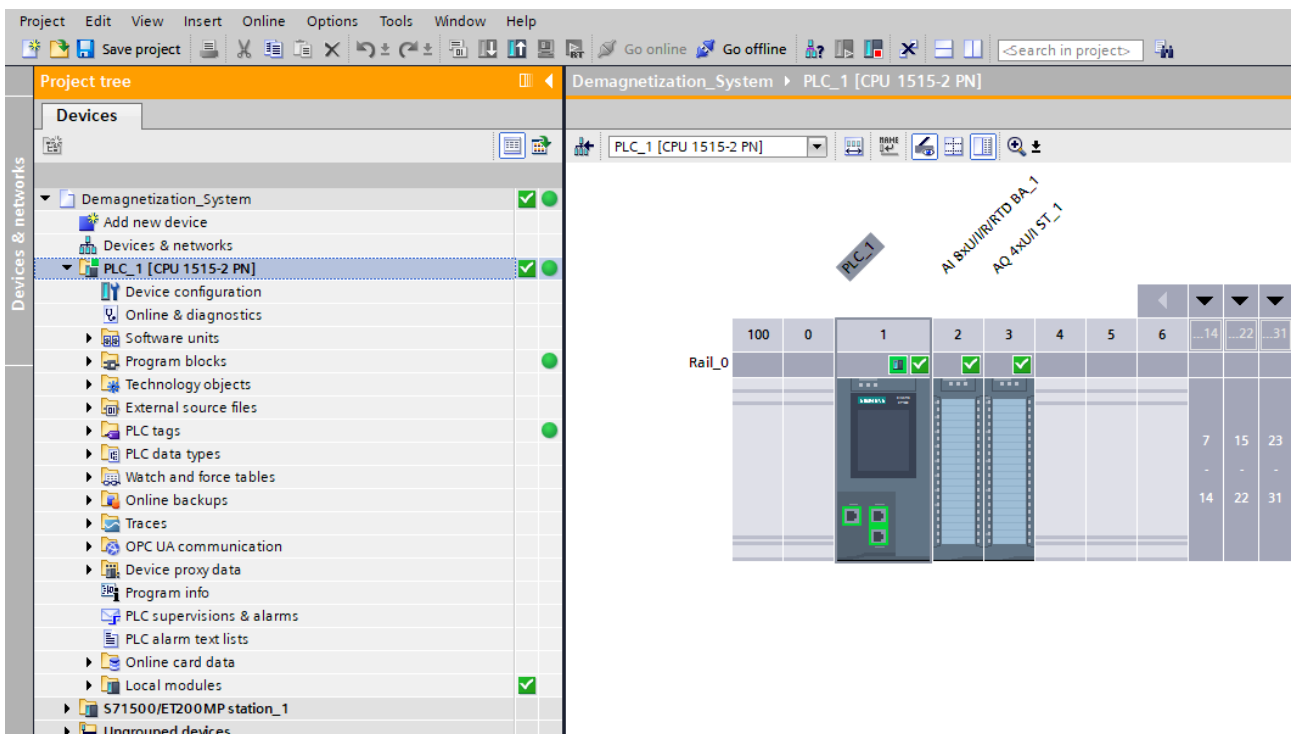 Project Edit View Insert Online Options Tools Window Help
Save project Go online Go offline <Search in project>
Project tree
Demagnetization_System PLC_1 [CPU 1515-2 PN]
Devices
PLC_1 [CPU 1515-2 PN]
Devices & networks
Demagnetization_System
Add new device
Devices & networks
PLC_1 [CPU 1515-2 PN]
Device configuration
Online & diagnostics
Software units
Program blocks
Technology objects
External source files
PLC tags
PLC data types
Watch and force tables
Online backups
Traces
OPC UA communication
Device proxy data
Program info
PLC supervisions & alarms
PLC alarm text lists
Online card data
Local modules
S71500/ET200MP station_1
Ungrouped devices
PLC_1
AI 8xU/I/R/RTD BA_1
AQ 4xU/I ST_1
100 0 1 2 3 4 5 6 ...14 ...22 ...31
Rail_0
SIEMENS
7 15 23
- - -
14 22 31